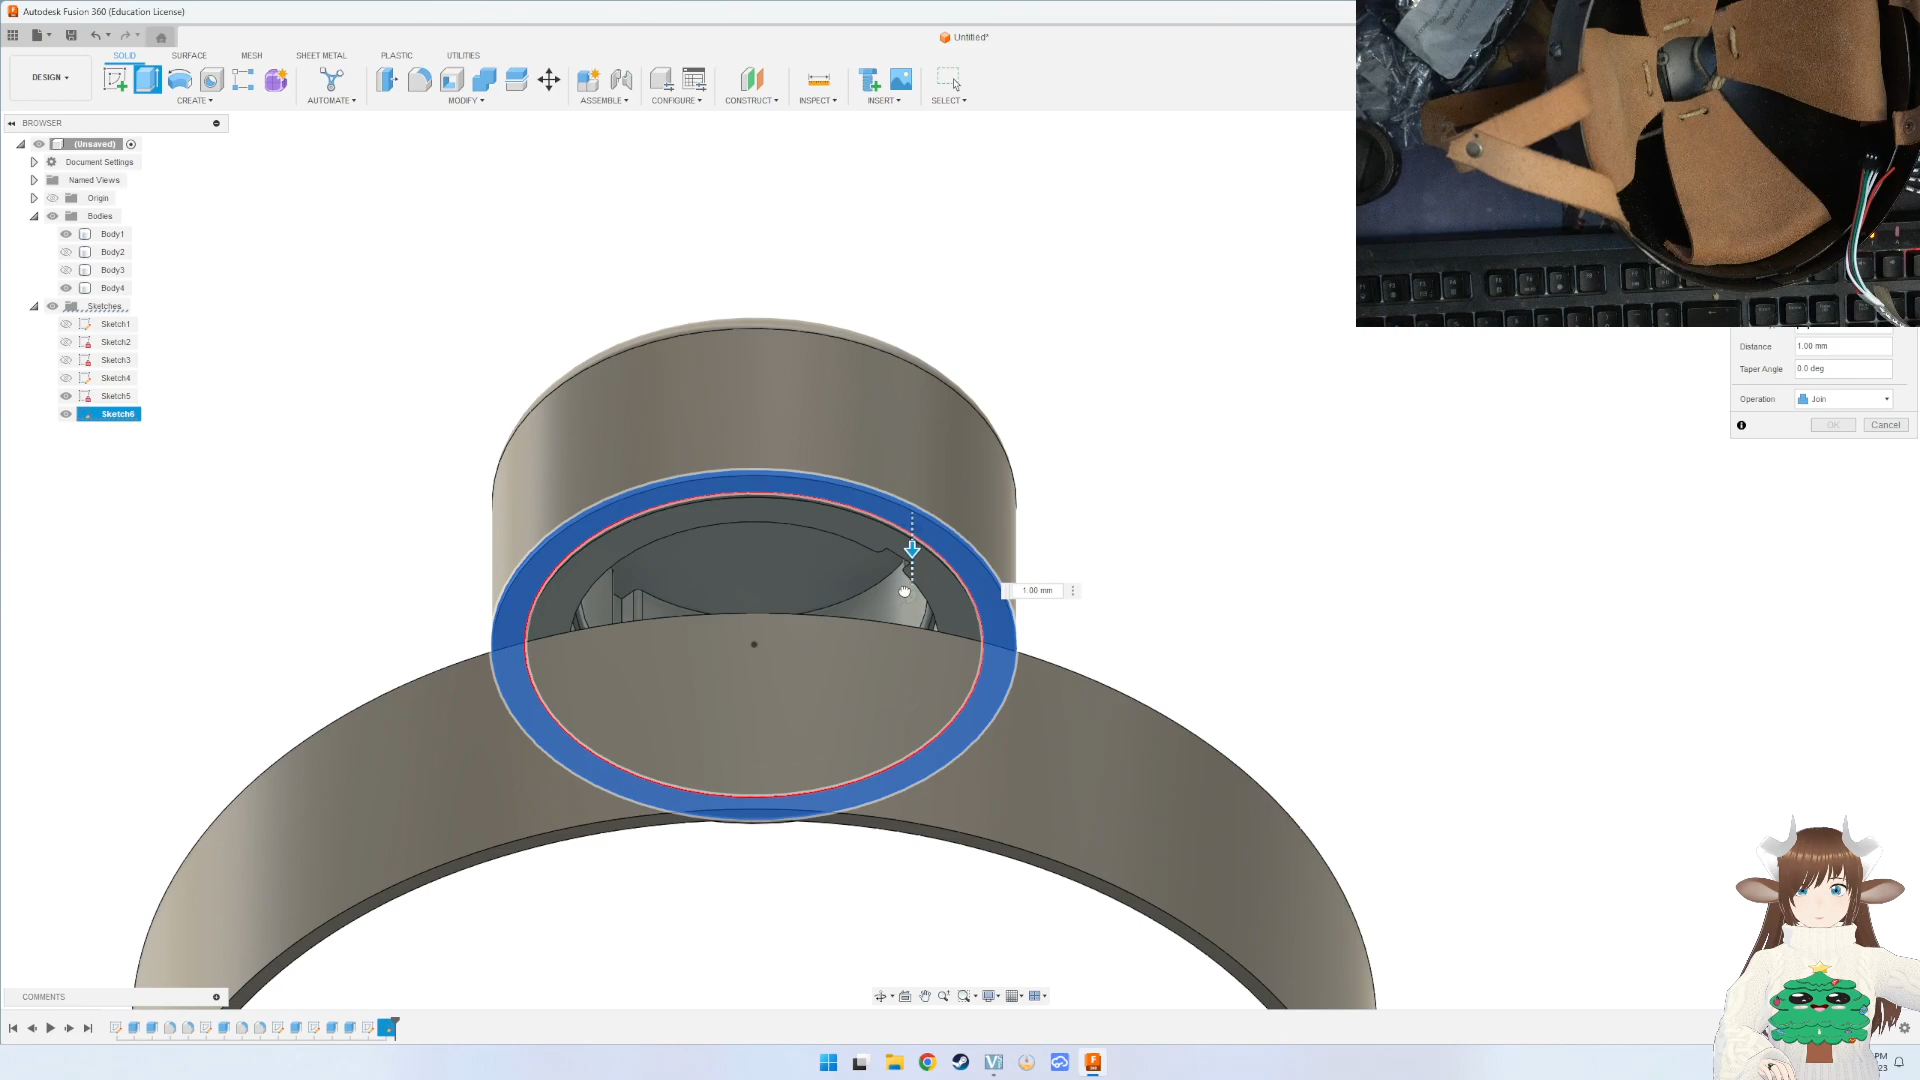 Autodesk Fusion 360 (Education License)
Untitled*
SOLID SURFACE MESH SHEET METAL PLASTIC UTILITIES
DESIGN
CREATE AUTOMATE MODIFY ASSEMBLE CONFIGURE CONSTRUCT INSPECT INSERT SELECT
BROWSER
(Unsaved)
Document Settings
Named Views
Origin
Bodies
Body1
Body2
Body3
Body4
Sketches
Sketch1
Sketch2
Sketch3
Sketch4
Sketch5
Sketch6
Distance 1.00 mm
Taper Angle 0.0 deg
Operation Join
OK Cancel
1.00 mm
COMMENTS
PM
23